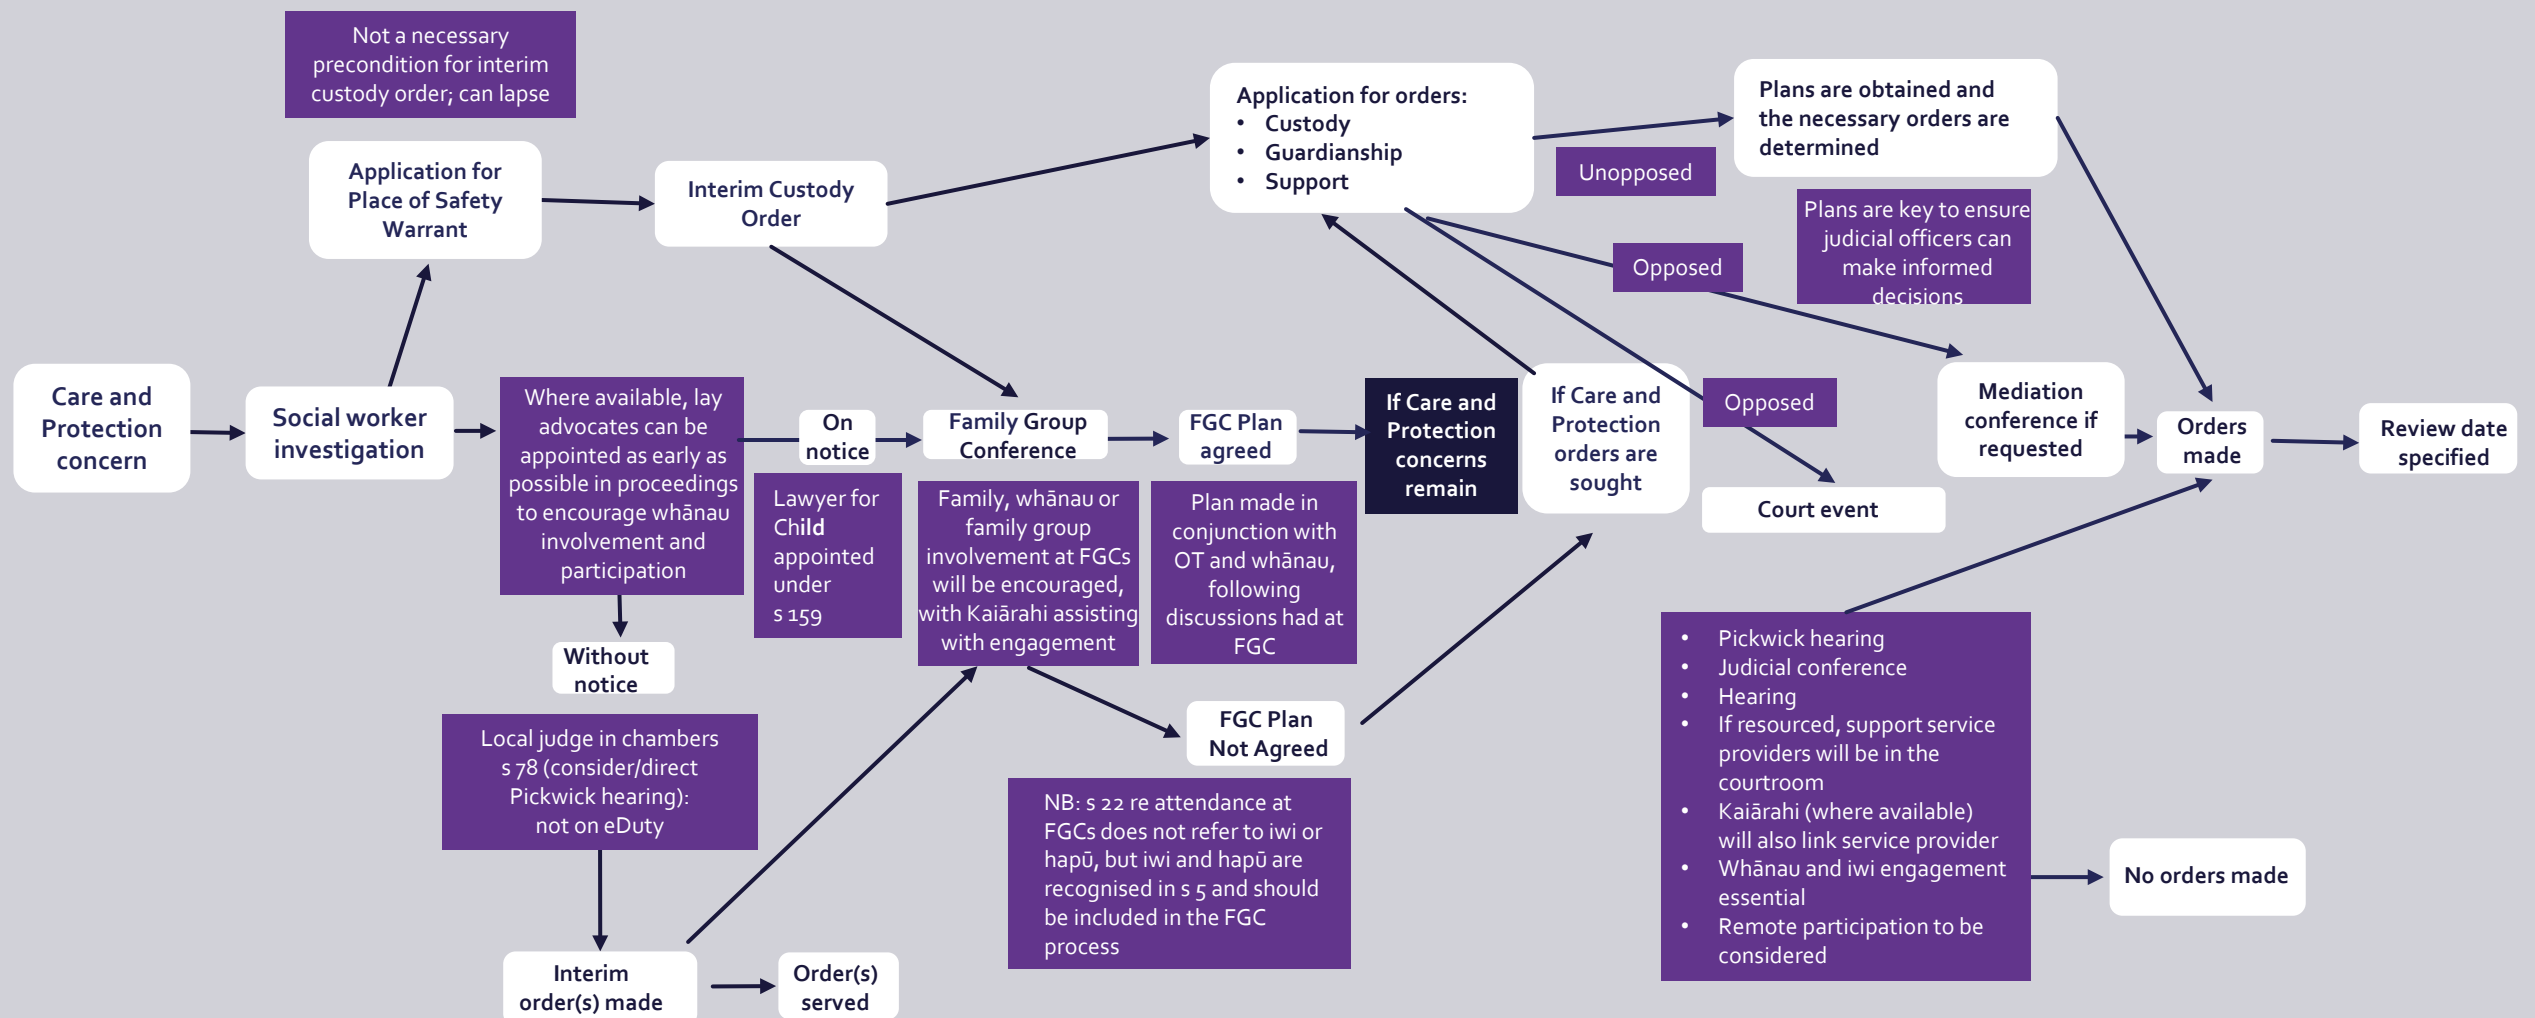 Not a necessary
precondition for interim
custody order; can lapse
Application for
Place of Safety
Warrant
Interim Custody
Order
Application for orders:
• Custody
• Guardianship
• Support
Unopposed
Plans are obtained and
the necessary orders are
determined
Plans are key to ensure
judicial officers can
make informed
decisions
Opposed
Care and
Protection
concern
Social worker
investigation
Where available, lay
advocates can be
appointed as early as
possible in proceedings
to encourage whānau
involvement and
participation
On
notice
Lawyer for
Child
appointed
under
s 159
Family Group
Conference
Family, whānau or
family group
involvement at FGCs
will be encouraged,
with Kaiārahi assisting
with engagement
FGC Plan
agreed
Plan made in
conjunction with
OT and whānau,
following
discussions had at
FGC
If Care and
Protection
concerns
remain
If Care and
Protection
orders are
sought
Opposed
Court event
Mediation
conference if
requested
Orders
made
Review date
specified
Without
notice
Local judge in chambers
s 78 (consider/direct
Pickwick hearing):
not on eDuty
Interim
order(s) made
Order(s)
served
FGC Plan
Not Agreed
NB: s 22 re attendance at
FGCs does not refer to iwi or
hapū, but iwi and hapū are
recognised in s 5 and should
be included in the FGC
process
• Pickwick hearing
• Judicial conference
• Hearing
• If resourced, support service
providers will be in the
courtroom
• Kaiārahi (where available)
will also link service provider
• Whānau and iwi engagement
essential
• Remote participation to be
considered
No orders made